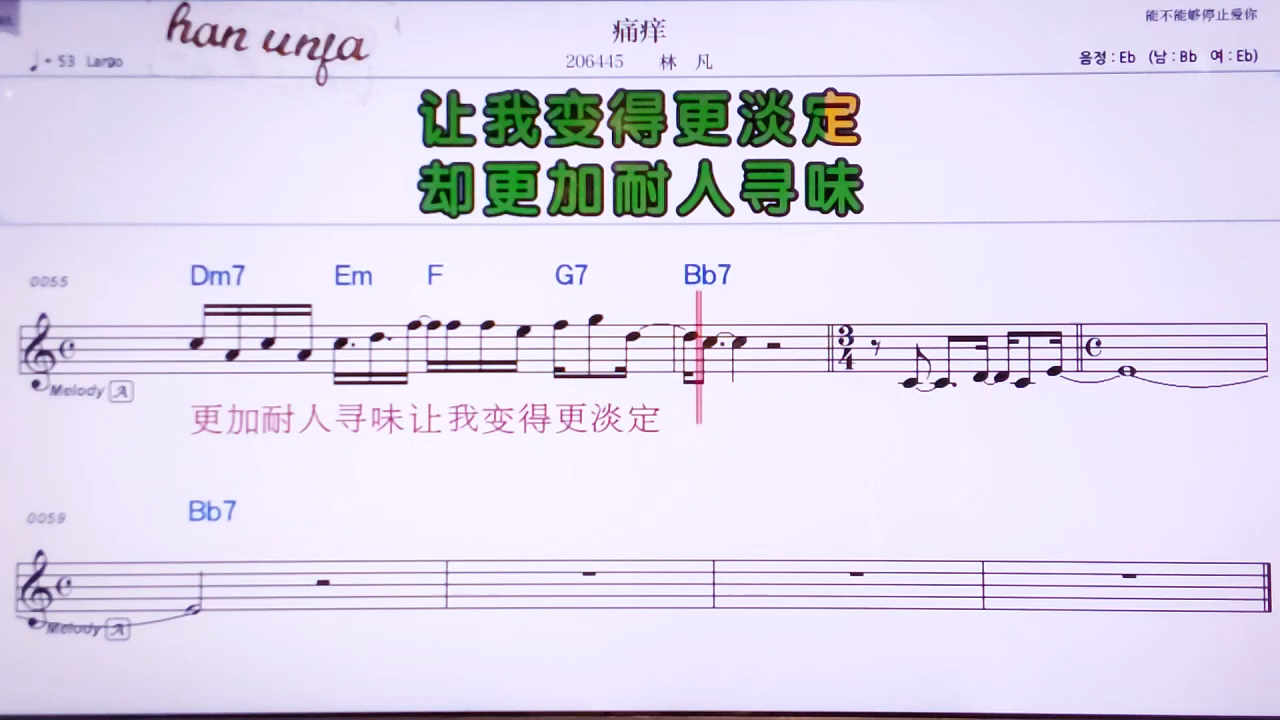 han unja
痛痒
能不能够停止爱你
♩= 53 Largo
206445 林 凡
음정 : Eb (남 : Bb 여 : Eb)
让我变得更淡定
却更加耐人寻味
0055 Dm7 Em F G7 Bb7
3
4
Melody A
更加耐人寻味让我变得更淡定
0059 Bb7
Melody A